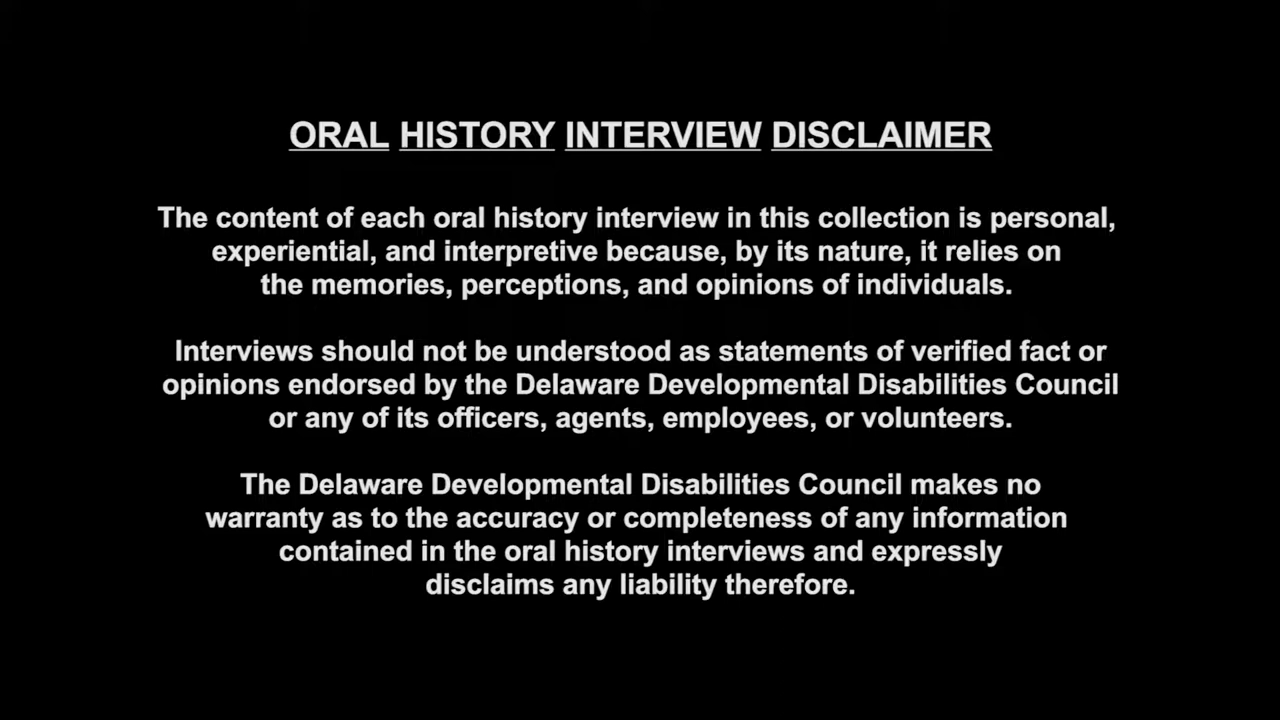 ORAL HISTORY INTERVIEW DISCLAIMER
The content of each oral history interview in this collection is personal,
experiential, and interpretive because, by its nature, it relies on
the memories, perceptions, and opinions of individuals.
Interviews should not be understood as statements of verified fact or
opinions endorsed by the Delaware Developmental Disabilities Council
or any of its officers, agents, employees, or volunteers.
The Delaware Developmental Disabilities Council makes no
warranty as to the accuracy or completeness of any information
contained in the oral history interviews and expressly
disclaims any liability therefore.